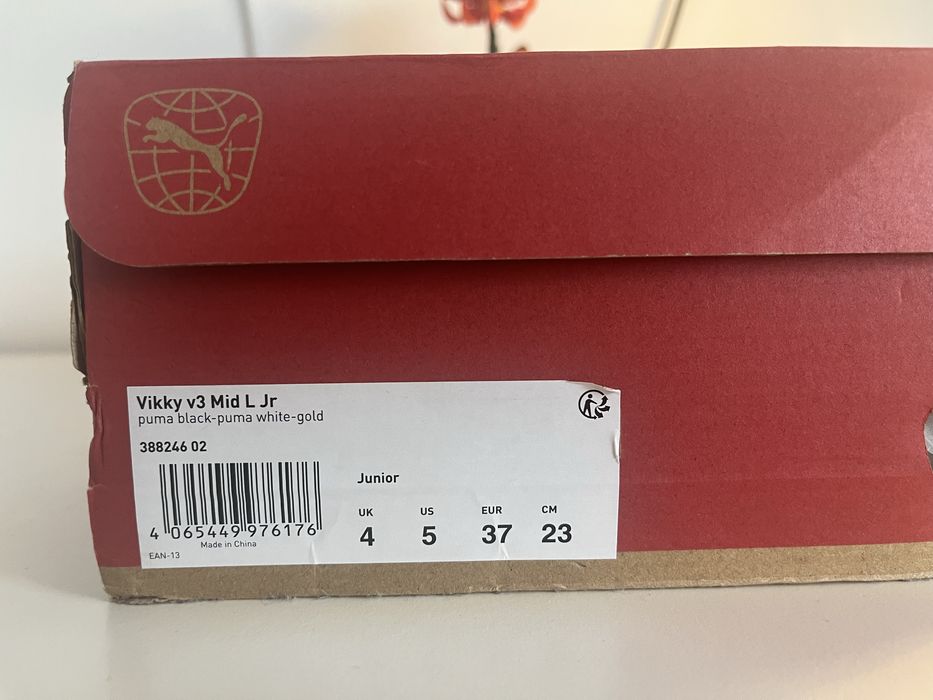 Vikky v3 Mid L Jr
puma black-puma white-gold
388246 02
4 065449 976176
Made in China
EAN-13
Junior
UK US EUR CM
4 5 37 23